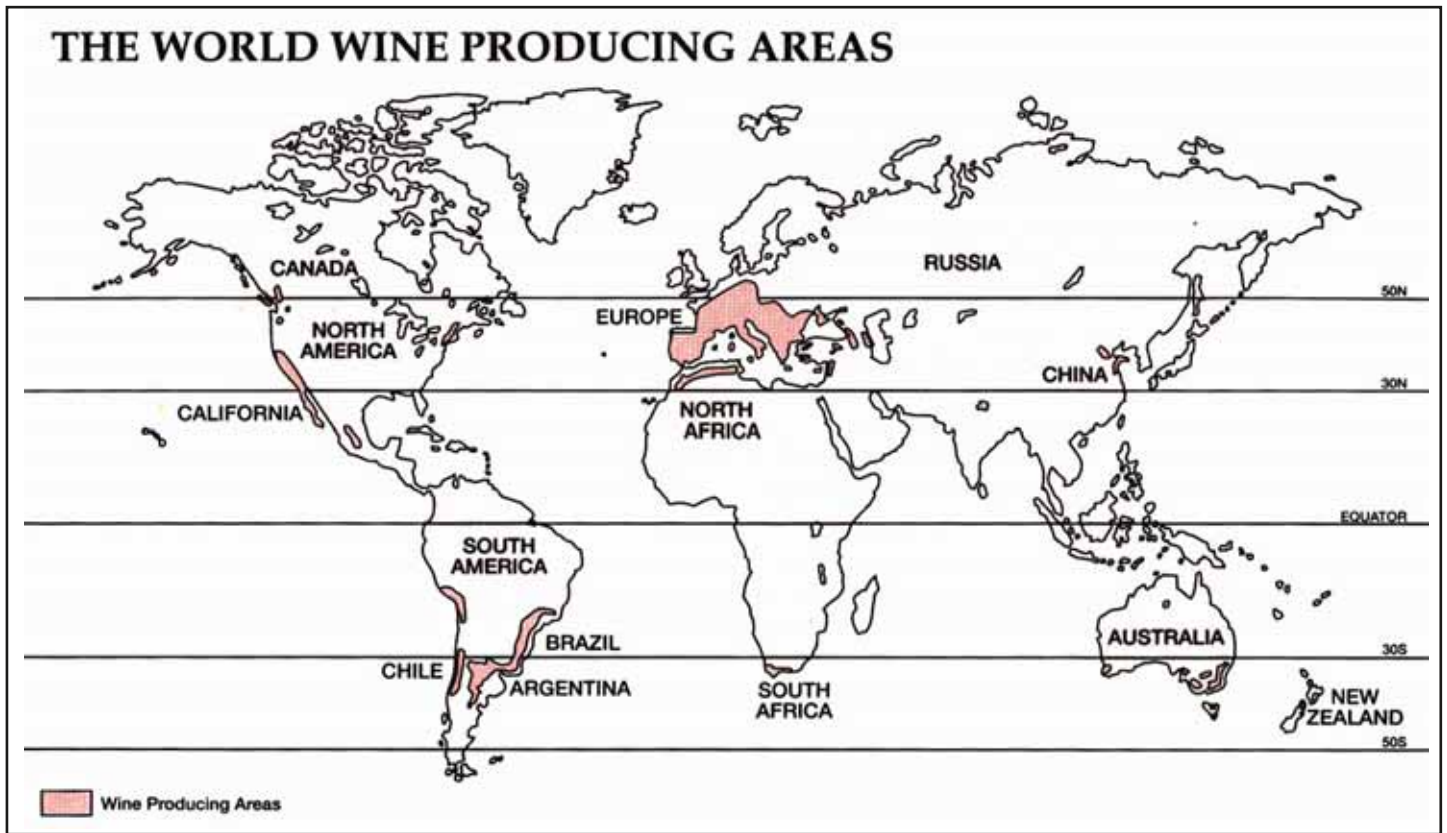 THE WORLD WINE PRODUCING AREAS
CANADA
RUSSIA
50N
EUROPE
NORTH
AMERICA
CHINA
30N
CALIFORNIA
NORTH
AFRICA
EQUATOR
SOUTH
AMERICA
AUSTRALIA
BRAZIL
30S
CHILE
ARGENTINA
SOUTH
AFRICA
NEW
ZEALAND
50S
Wine Producing Areas